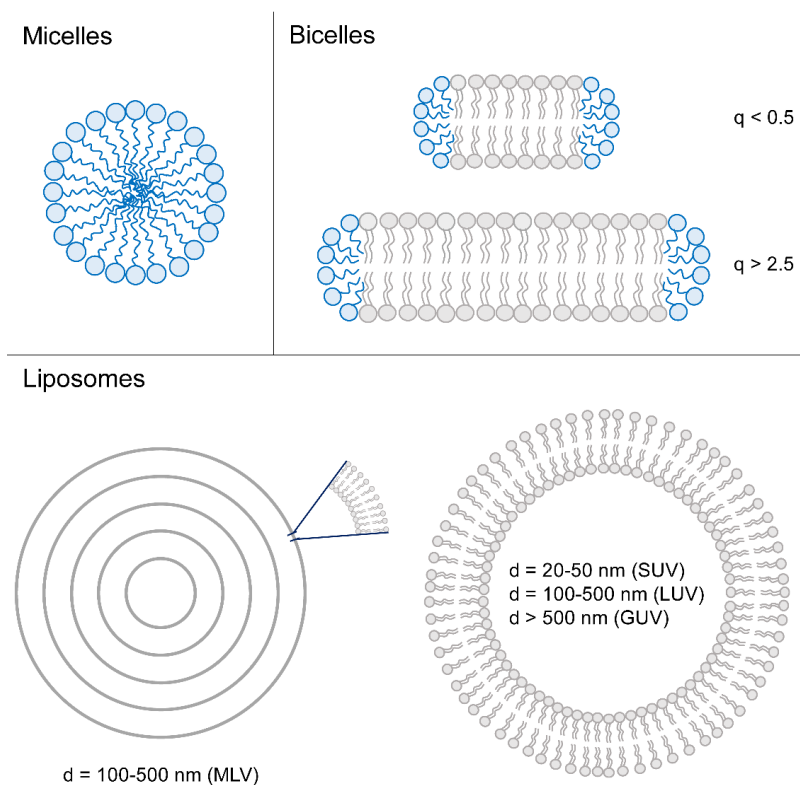 Micelles
Bicelles
q < 0.5
q > 2.5
Liposomes
d = 20-50 nm (SUV)
d = 100-500 nm (LUV)
d > 500 nm (GUV)
d = 100-500 nm (MLV)